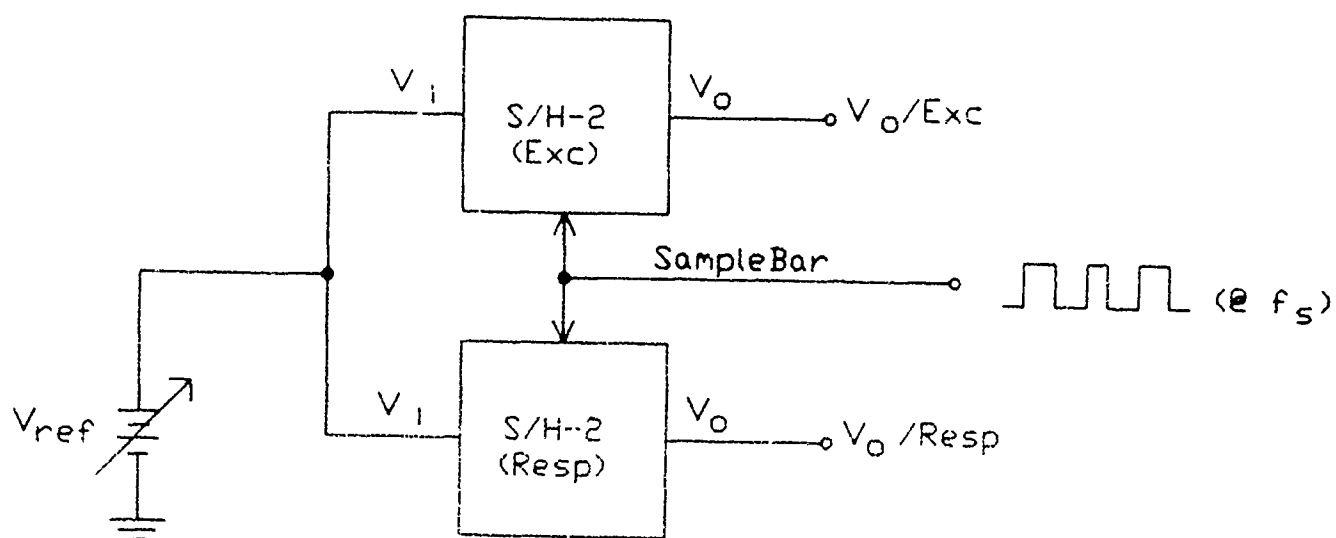 V i
S/H-2
(Exc)
V o
V o /Exc
SampleBar
(@ f s)
V ref
V i
S/H-2
(Resp)
V o
V o /Resp